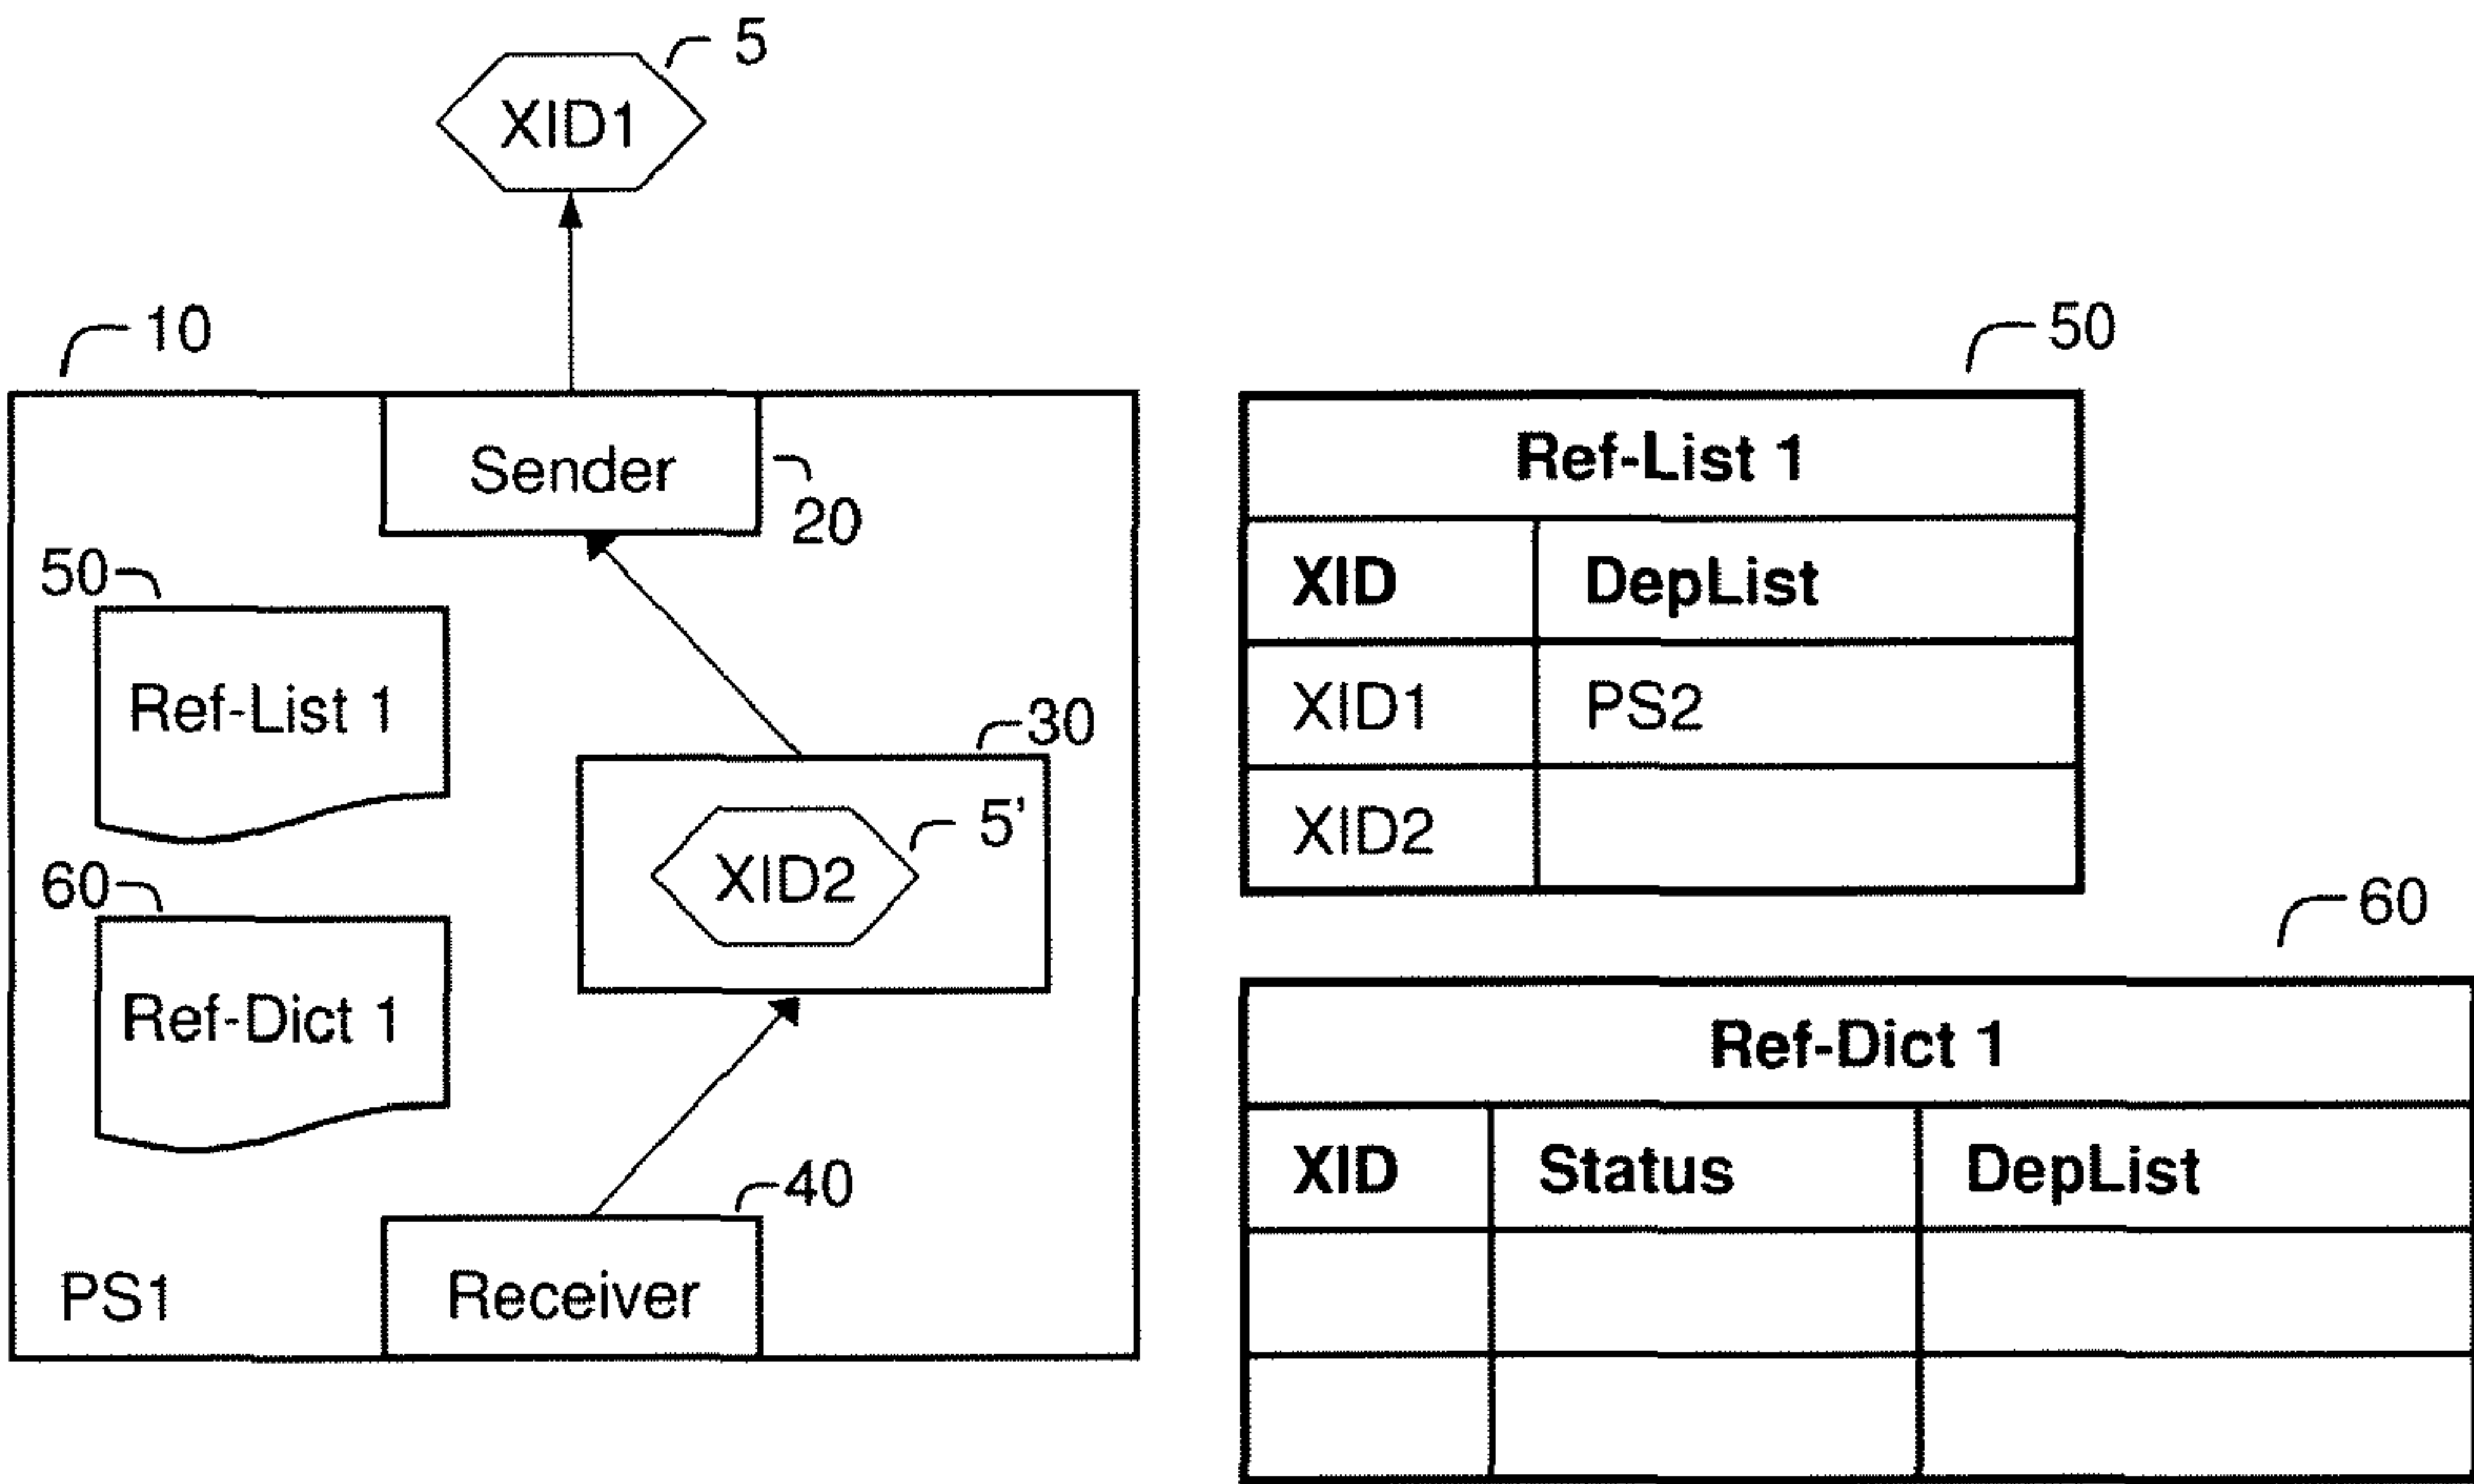 5
XID1
10
Sender
20
50
Ref-List 1
30
XID2
5'
60
Ref-Dict 1
40
PS1
Receiver
50
Ref-List 1
XID DepList
XID1 PS2
XID2
60
Ref-Dict 1
XID Status DepList